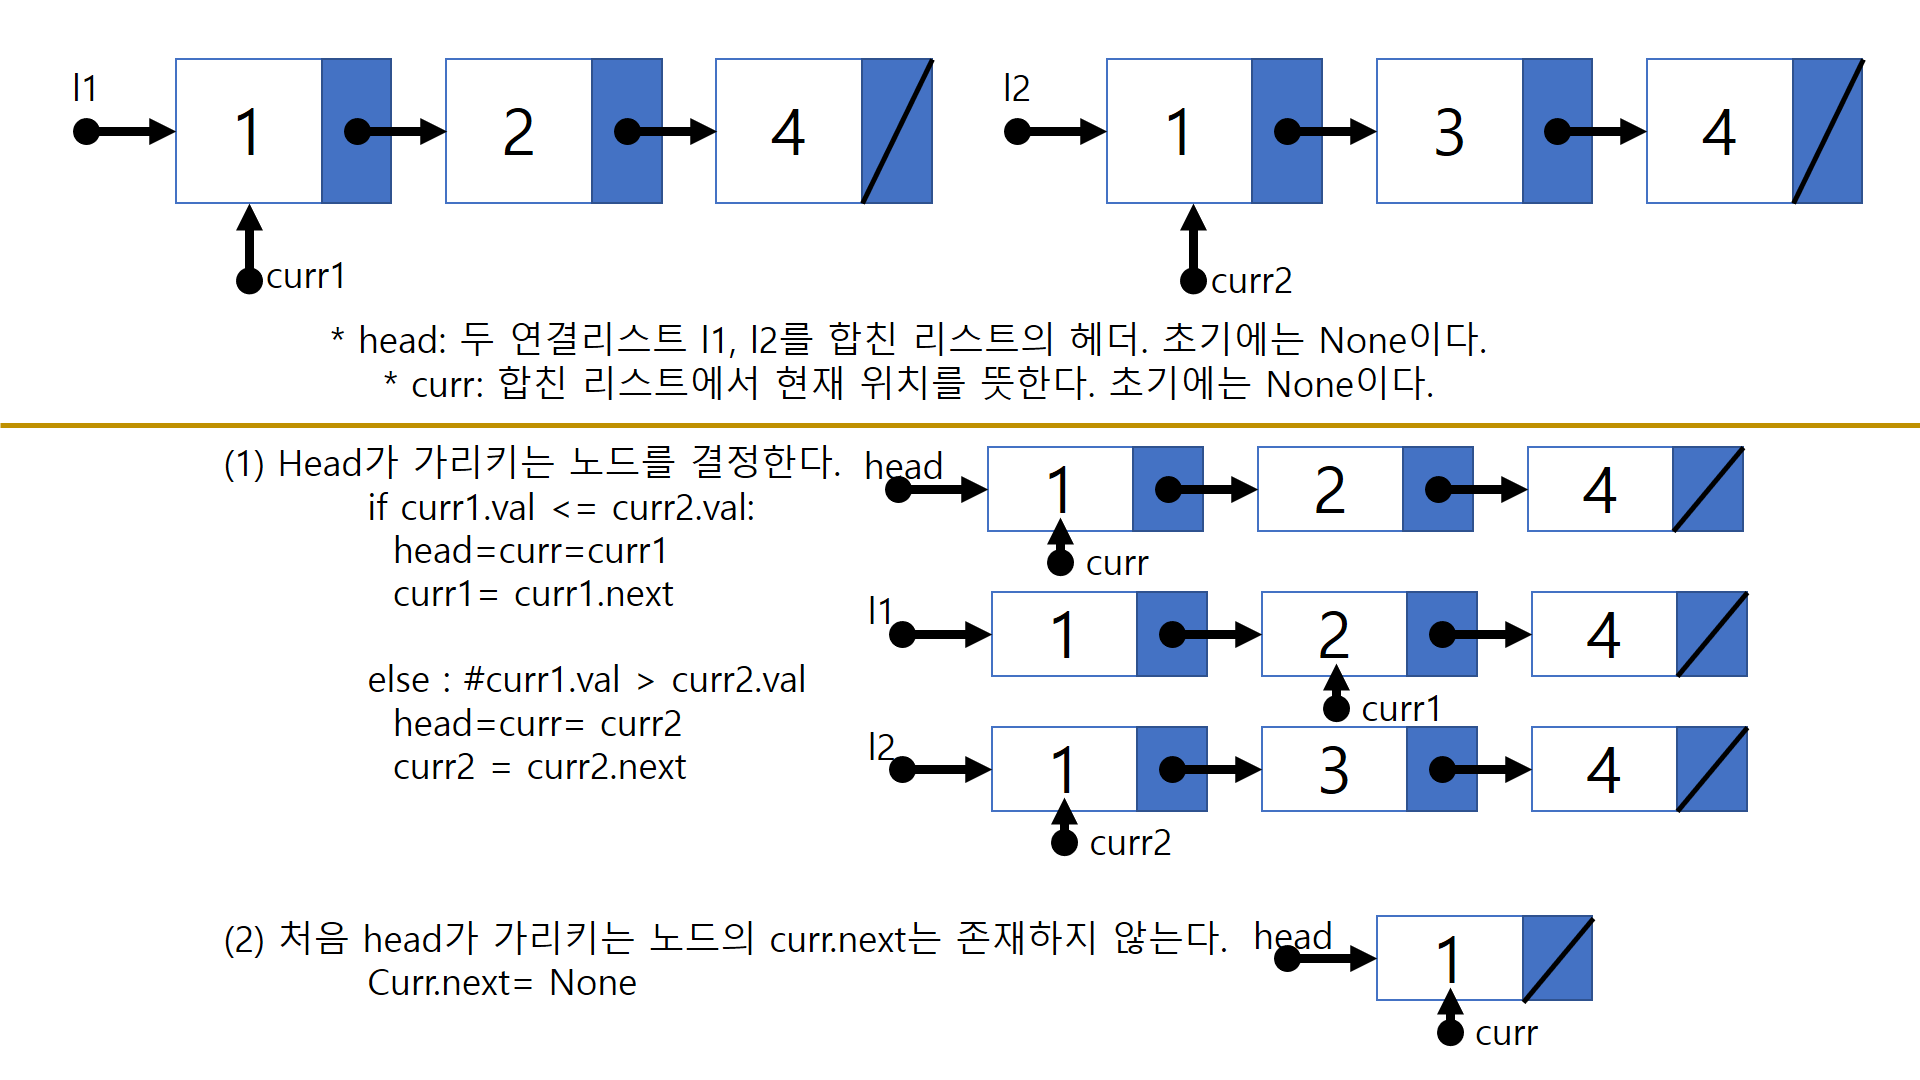 l1
1
2
4
l2
1
3
4
curr1
curr2
* head: 두 연결리스트 l1, l2를 합친 리스트의 헤더. 초기에는 None이다.
* curr: 합친 리스트에서 현재 위치를 뜻한다. 초기에는 None이다.
(1) Head가 가리키는 노드를 결정한다.
if curr1.val <= curr2.val:
head=curr=curr1
curr1= curr1.next
else : #curr1.val > curr2.val
head=curr= curr2
curr2 = curr2.next
head
1
2
4
curr
l1
1
2
4
curr1
l2
1
3
4
curr2
(2) 처음 head가 가리키는 노드의 curr.next는 존재하지 않는다.
Curr.next= None
head
1
curr